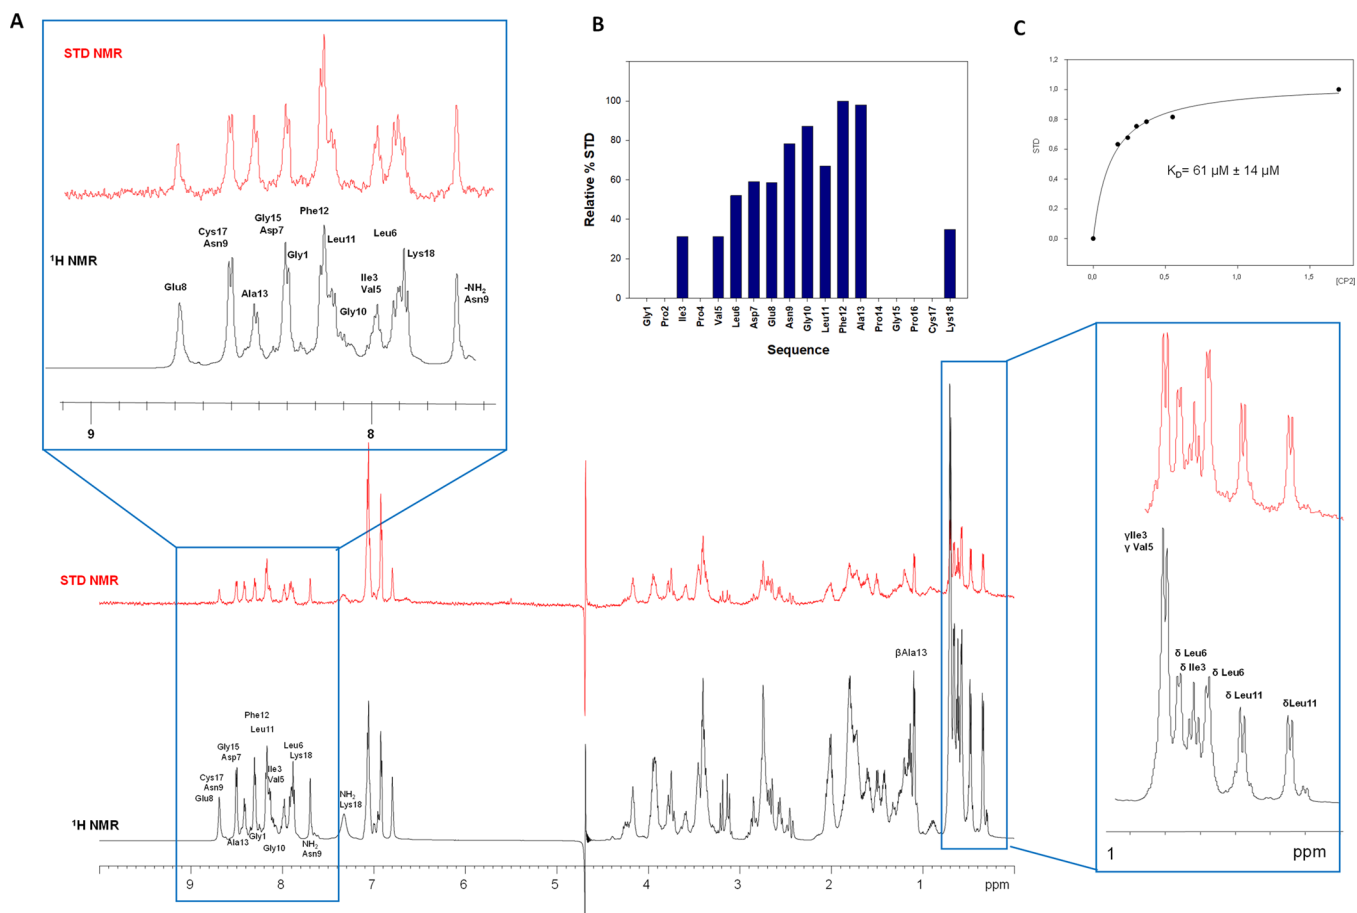 A
STD NMR
¹H NMR
Cys17
Asn9
Gly15
Asp7
Phe12
Leu11
Leu6
Gly1
Ile3
Val5
Lys18
Glu8
Ala13
Gly10
-NH₂
Asn9
9
8
B
Relative % STD
100
80
60
40
20
0
Gly1
Pro2
Ile3
Pro4
Val5
Leu6
Asp7
Glu8
Asn9
Gly10
Leu11
Phe12
Ala13
Pro14
Gly15
Pro16
Cys17
Lys18
Sequence
C
STD
1,2
1,0
0,8
0,6
0,4
0,2
0,0
K_D= 61 µM ± 14 µM
0,0
0,5
1,0
1,5
[CP2]
STD NMR
βAla13
Phe12
Leu11
Gly15
Asp7
Leu6
Lys18
Ile3
Val5
Cys17
Asn9
Glu8
NH₂
Lys18
¹H NMR
Ala13
Gly1
Gly10
NH₂
Asn9
9
8
7
6
5
4
3
2
1
ppm
γIle3
γ Val5
δ Leu6
δ Ile3
δ Leu6
δ Leu11
δLeu11
1
ppm